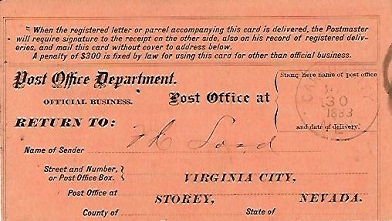 "When the registered letter or parcel accompanying this card is delivered, the Postmaster
will require signature to the receipt on the other side, also on his record of registered deliv-
eries, and mail this card without cover to address below.
A penalty of $300 is fixed by law for using this card for other than official business.
Post Office Department.
OFFICIAL BUSINESS.
Stamp here name of post office
Post Office at
30
1883
and date of delivery.
RETURN TO:
Name of Sender
Street and Number,
or Post Office Box.
VIRGINIA CITY,
Post Office at
STOREY, NEVADA.
County of State of